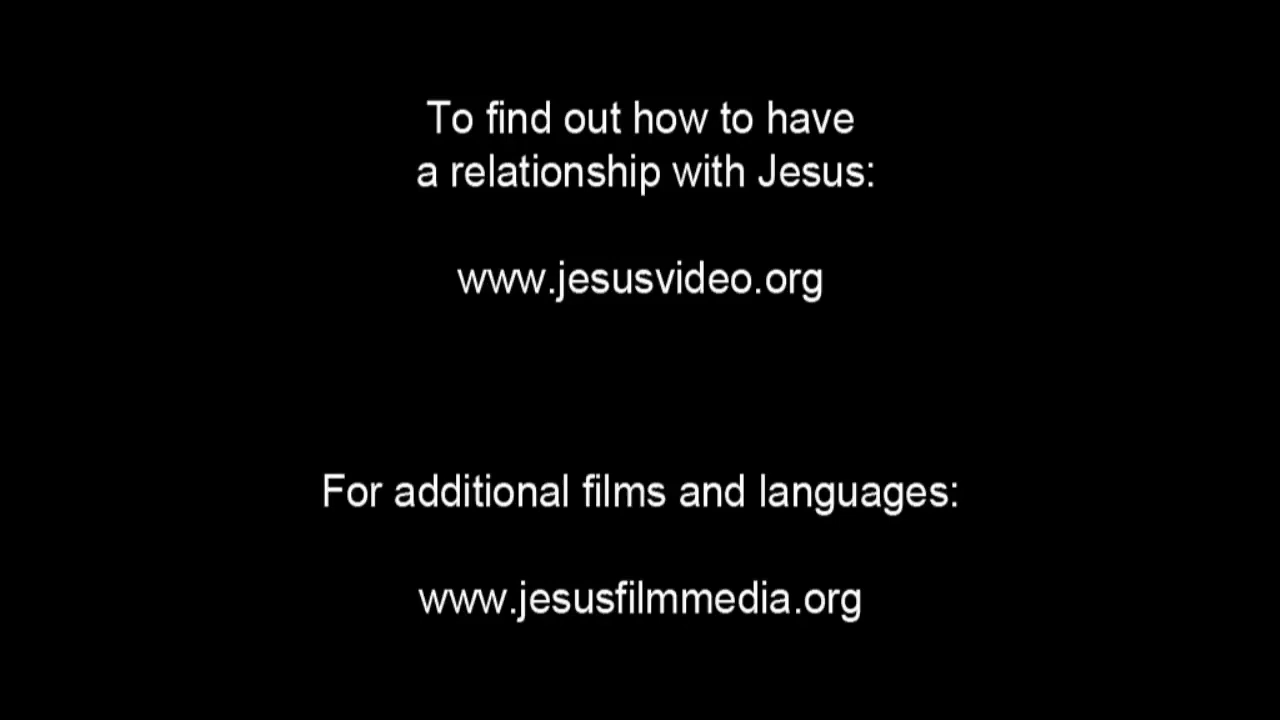 To find out how to have
a relationship with Jesus:
www.jesusvideo.org
For additional films and languages:
www.jesusfilmmedia.org